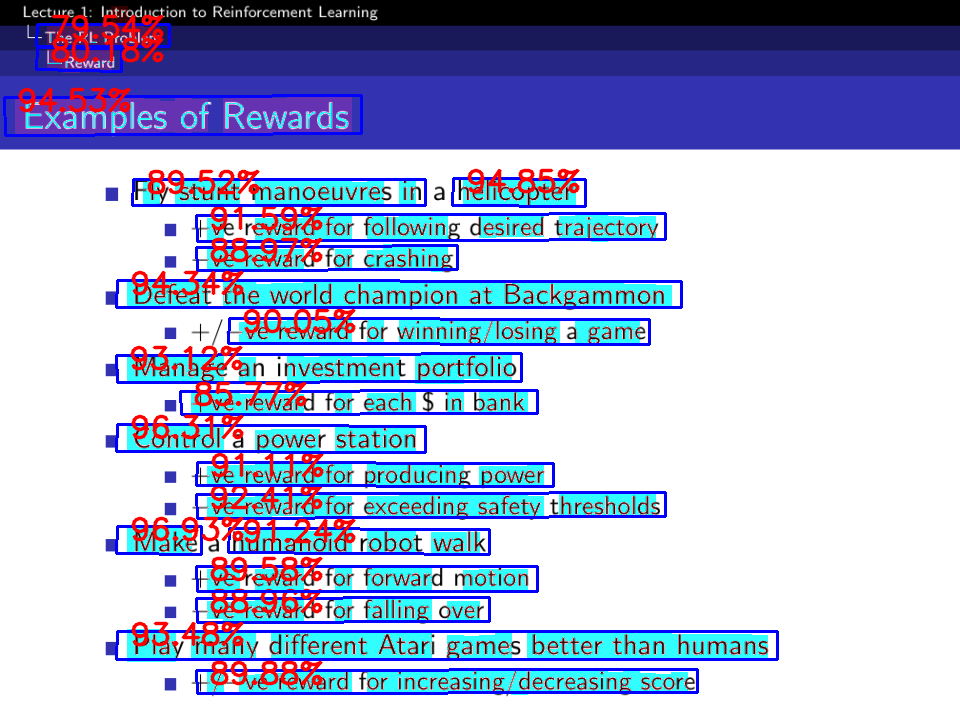 Lecture 1: Introduction to Reinforcement Learning
79.54%
The RL Problem
80.18%
Reward
94.53%
Examples of Rewards
89.52% 94.85%
Fly stunt manoeuvres in a helicopter
91.59%
+ve reward for following desired trajectory
88.97%
−ve reward for crashing
94.34%
Defeat the world champion at Backgammon
90.05%
+/−ve reward for winning/losing a game
93.12%
Manage an investment portfolio
85.77%
+ve reward for each $ in bank
96.31%
Control a power station
91.11%
+ve reward for producing power
92.41%
−ve reward for exceeding safety thresholds
96.93% 91.24%
Make a humanoid robot walk
89.58%
+ve reward for forward motion
88.96%
−ve reward for falling over
93.48%
Play many different Atari games better than humans
89.88%
+/−ve reward for increasing/decreasing score